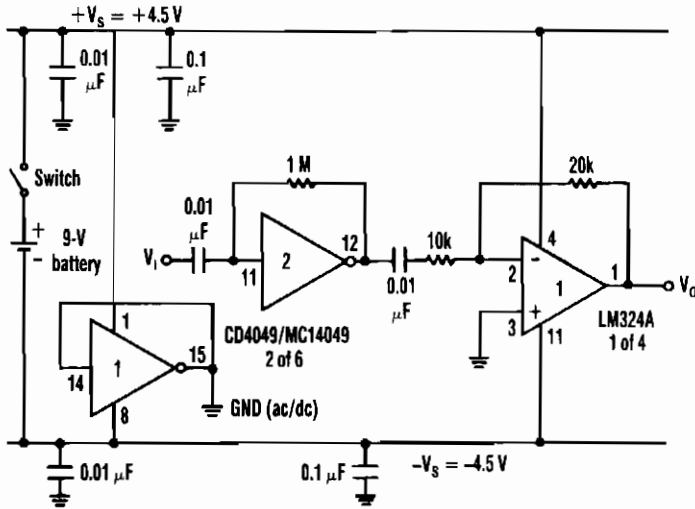 +Vs = +4.5 V
0.01
μF
0.1
μF
1 M
20k
Switch
0.01
μF
+
9-V
-
battery
VI
11
2
12
10k
0.01
μF
4
2
-
1
1
+
3
11
VO
LM324A
1 of 4
CD4049/MC14049
2 of 6
1
14
1
15
8
GND (ac/dc)
0.01 μF
0.1 μF
-Vs = -4.5 V